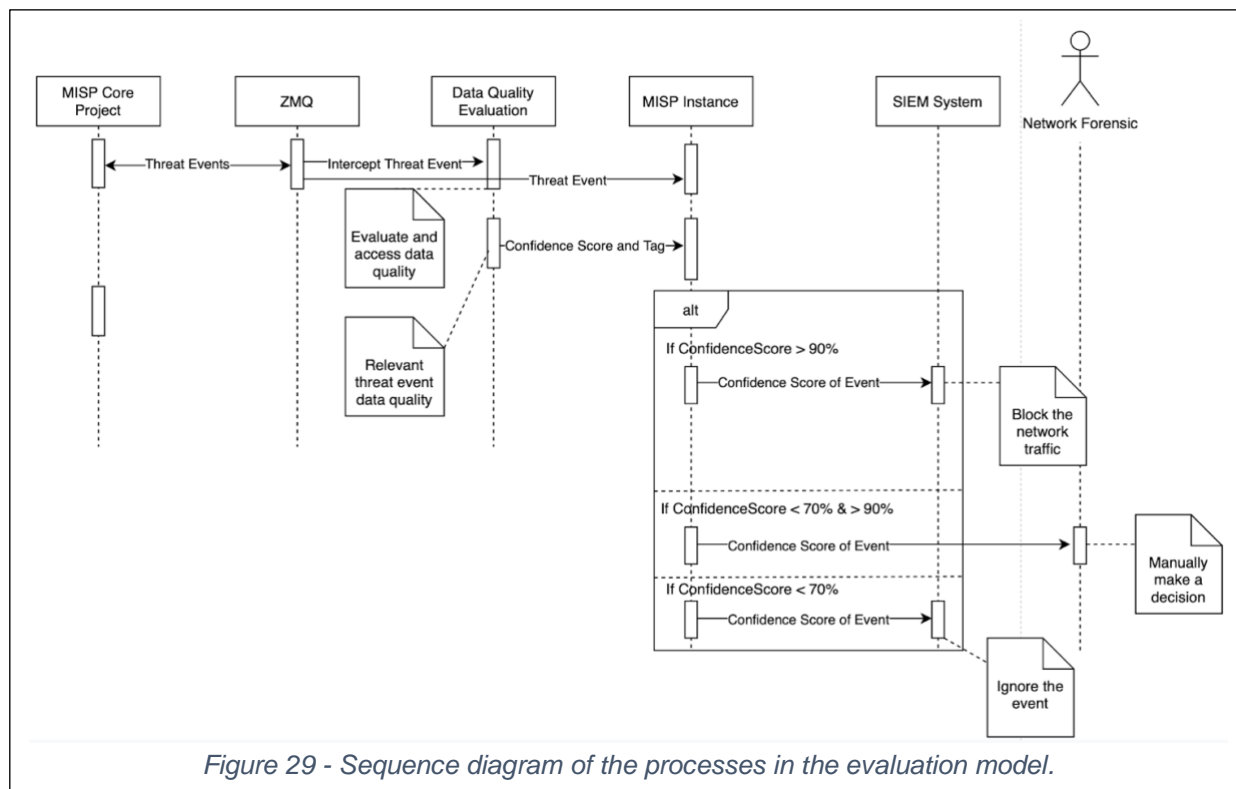 MISP Core
Project
ZMQ
Data Quality
Evaluation
MISP Instance
SIEM System
Network Forensic
Threat Events
Intercept Threat Event
Threat Event
Evaluate and
access data
quality
Confidence Score and Tag
Relevant
threat event
data quality
alt
If ConfidenceScore > 90%
Confidence Score of Event
Block the
network
traffic
If ConfidenceScore < 70% & > 90%
Confidence Score of Event
Manually
make a
decision
If ConfidenceScore < 70%
Confidence Score of Event
Ignore the
event
Figure 29 - Sequence diagram of the processes in the evaluation model.